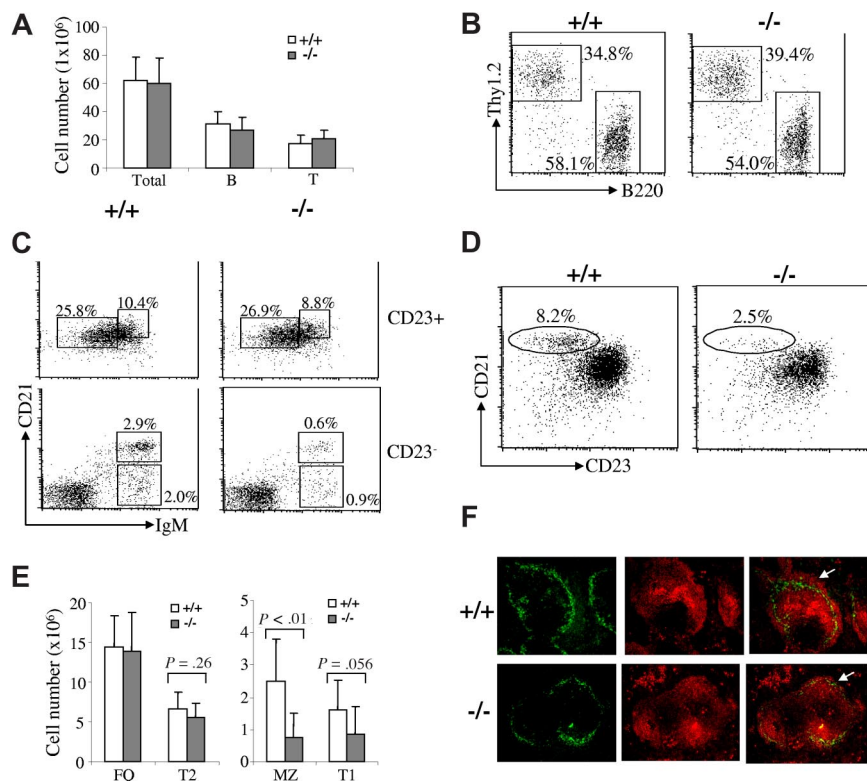 A
Cell number (1x10⁶)
100
80
60
40
20
0
+/+
-/-
Total B T
B
+/+ -/-
Thy1.2
34.8%
58.1%
39.4%
54.0%
B220
C
+/+ -/-
25.8% 10.4%
26.9% 8.8%
CD23+
2.9%
2.0%
0.6%
0.9%
CD23-
CD21
IgM
D
+/+ -/-
8.2%
2.5%
CD21
CD23
E
Cell number (x10⁶)
20
15
10
5
0
+/+
-/-
P = .26
FO T2
5
4
3
2
1
0
+/+
-/-
P < .01
P = .056
MZ T1
F
+/+
-/-